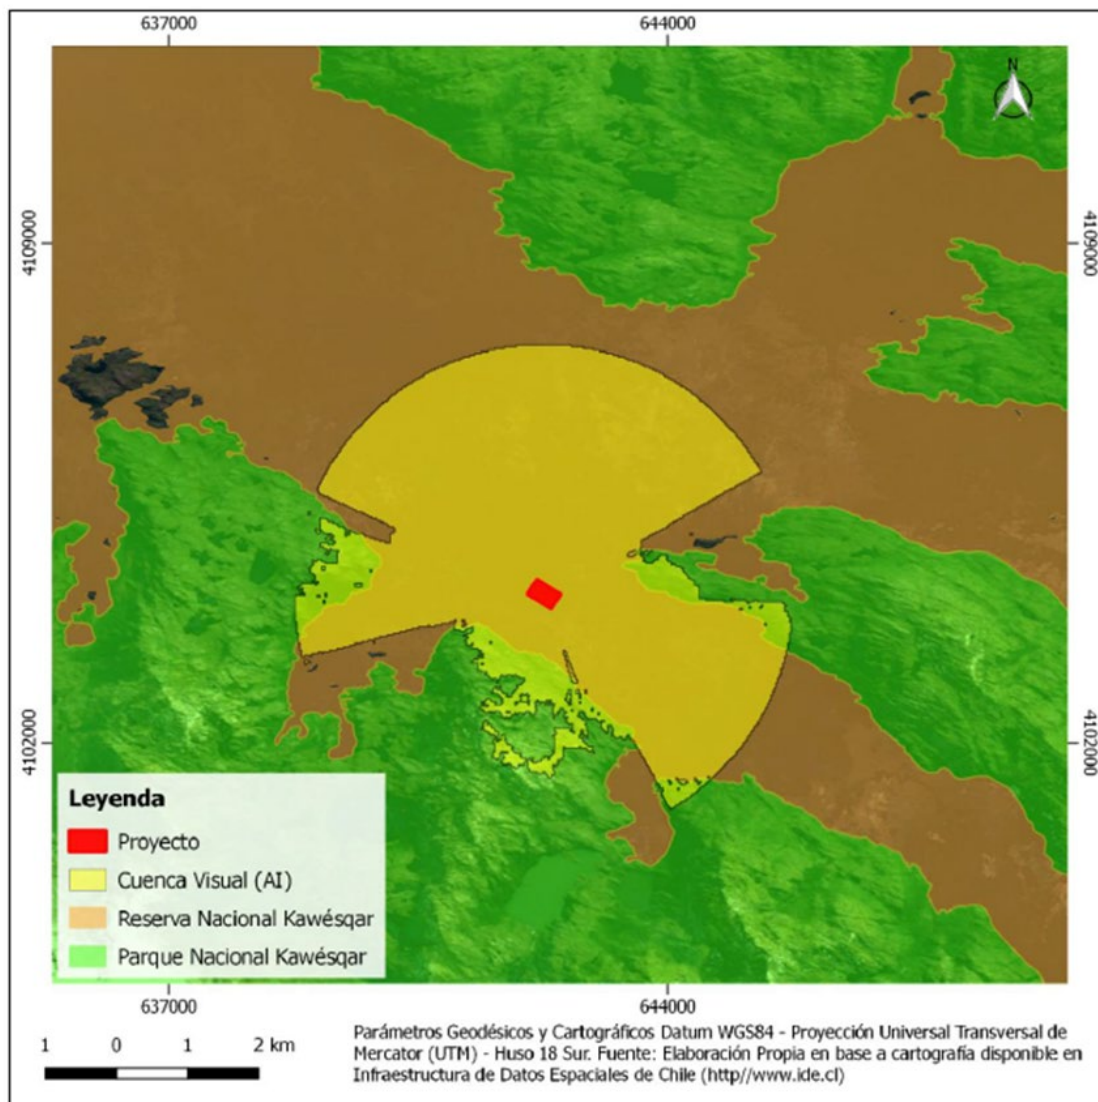 637000 644000
N
4109000 4109000
4102000 4102000
Leyenda
Proyecto
Cuenca Visual (AI)
Reserva Nacional Kawésqar
Parque Nacional Kawésqar
637000 644000
1 0 1 2 km
Parámetros Geodésicos y Cartográficos Datum WGS84 - Proyección Universal Transversal de
Mercator (UTM) - Huso 18 Sur. Fuente: Elaboración Propia en base a cartografía disponible en
Infraestructura de Datos Espaciales de Chile (http//www.ide.cl)